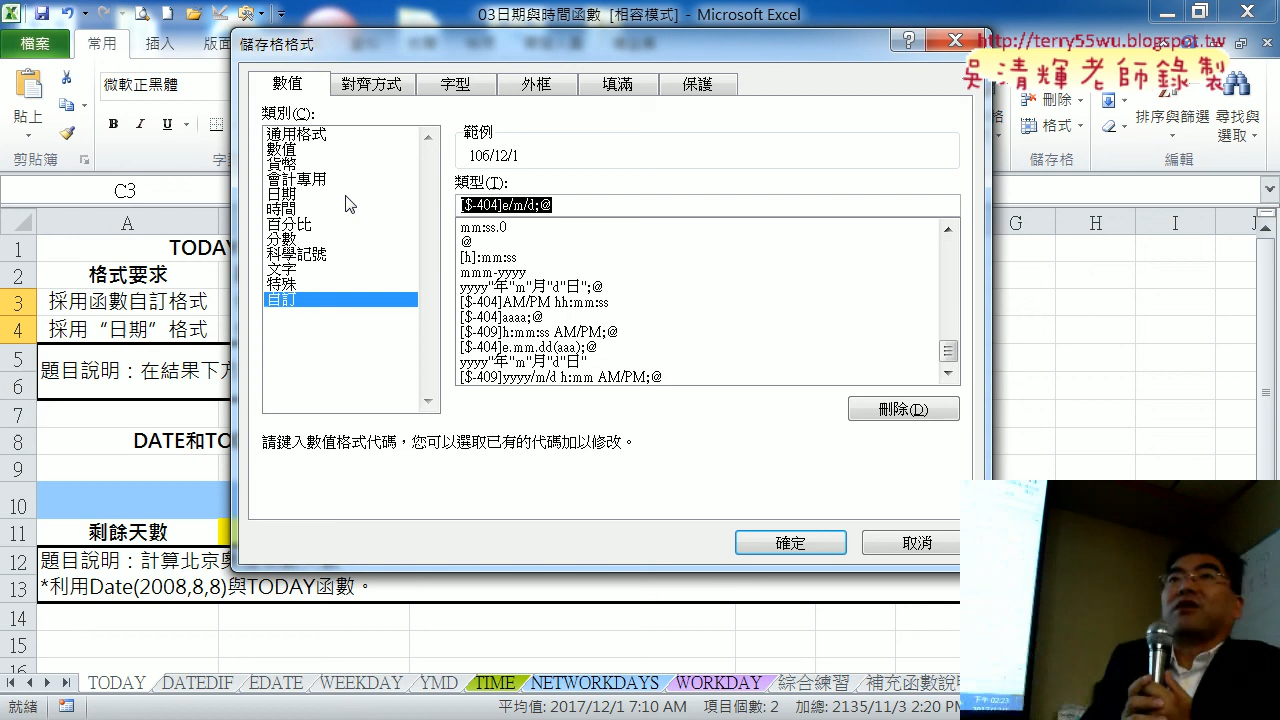 03日期與時間函數 [相容模式] - Microsoft Excel
http://terry55wu.blogspot.tw
吳清輝老師錄製
檔案
常用
插入
版面
儲存格格式
數值
對齊方式
字型
外框
填滿
保護
類別(C):
通用格式
數值
貨幣
會計專用
日期
時間
百分比
分數
科學記號
文字
特殊
自訂
範例
106/12/1
類型(T):
[$-404]e/m/d;@
mm:ss.0
@
[h]:mm:ss
mmm-yyyy
yyyy"年"m"月"d"日";@
[$-404]AM/PM hh:mm:ss
[$-404]aaaa;@
[$-409]h:mm:ss AM/PM;@
[$-404]e.mm.dd(aaa);@
yyyy"年"m"月"d"日"
[$-409]yyyy/m/d h:mm AM/PM;@
刪除(D)
請鍵入數值格式代碼，您可以選取已有的代碼加以修改。
確定
取消
貼上
剪貼簿
微軟正黑體
B I U
字
刪除
格式
儲存格
排序與篩選
尋找與
選取
編輯
C3
A
G H I J
1 TODAY
2 格式要求
3 採用函數自訂格式
4 採用“日期”格式
5 題目說明：在結果下方
6
7
8 DATE和TO
9
10
11 剩餘天數
12 題目說明：計算北京奧
13 *利用Date(2008,8,8)與TODAY函數。
14
15
16
TODAY DATEDIF EDATE WEEKDAY YMD TIME NETWORKDAYS WORKDAY 綜合練習 補充函數說明
就緒
平均值: 2017/12/1 7:10 AM 項目個數: 2 加總: 2135/11/3 2:20 PM
下午 02:23